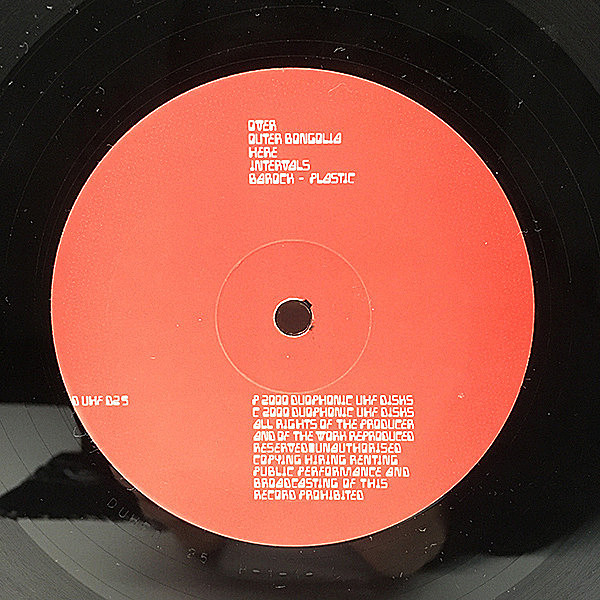 OVER
OUTER BONGOLIA
HERE
INTERVALS
BAROCK - PLASTIC
D UHF D25
P 2000 DUOPHONIC UHF DISKS
C 2000 DUOPHONIC UHF DISKS
ALL RIGHTS OF THE PRODUCER
AND OF THE WORK REPRODUCED
RESERVED UNAUTHORISED
COPYING HIRING RENTING
PUBLIC PERFORMANCE AND
BROADCASTING OF THIS
RECORD PROHIBITED